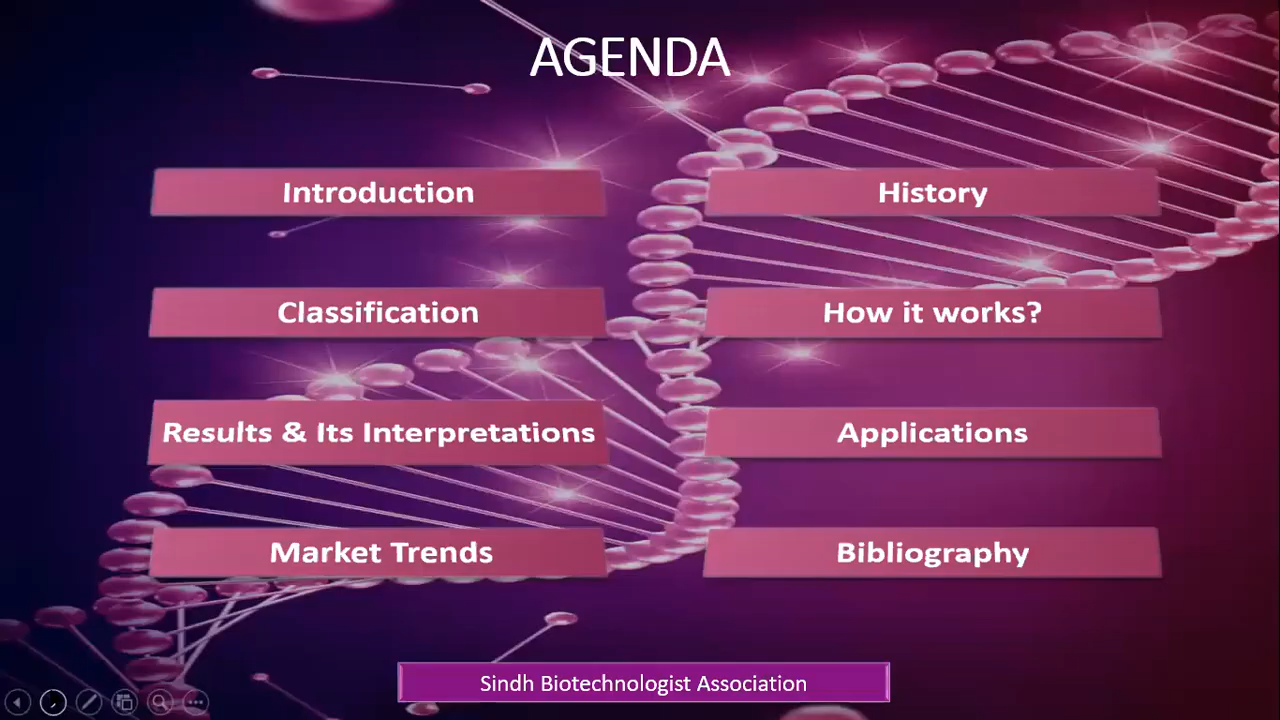 AGENDA
Introduction
History
Classification
How it works?
Results & Its Interpretations
Applications
Market Trends
Bibliography
Sindh Biotechnologist Association